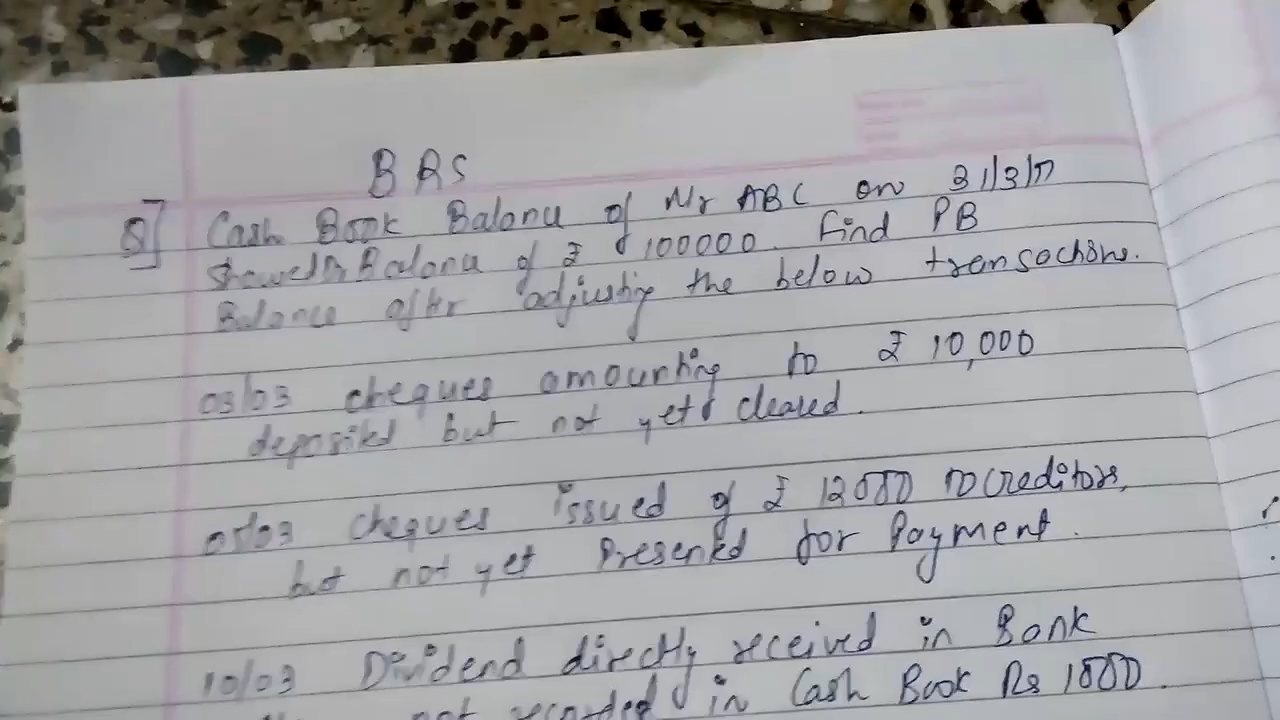 BRS
Q] Cash Book Balance of Mr ABC on 31/3/17
Showed Balance of ₹ 100000. Find PB
Balance after adjusting the below transactions.
03/03 cheques amounting to ₹ 10,000
deposited but not yet cleared.
05/03 cheques issued of ₹ 12000 to creditors,
but not yet Presented for Payment.
10/03 Dividend directly received in Bank
not recorded in Cash Book Rs 1000.